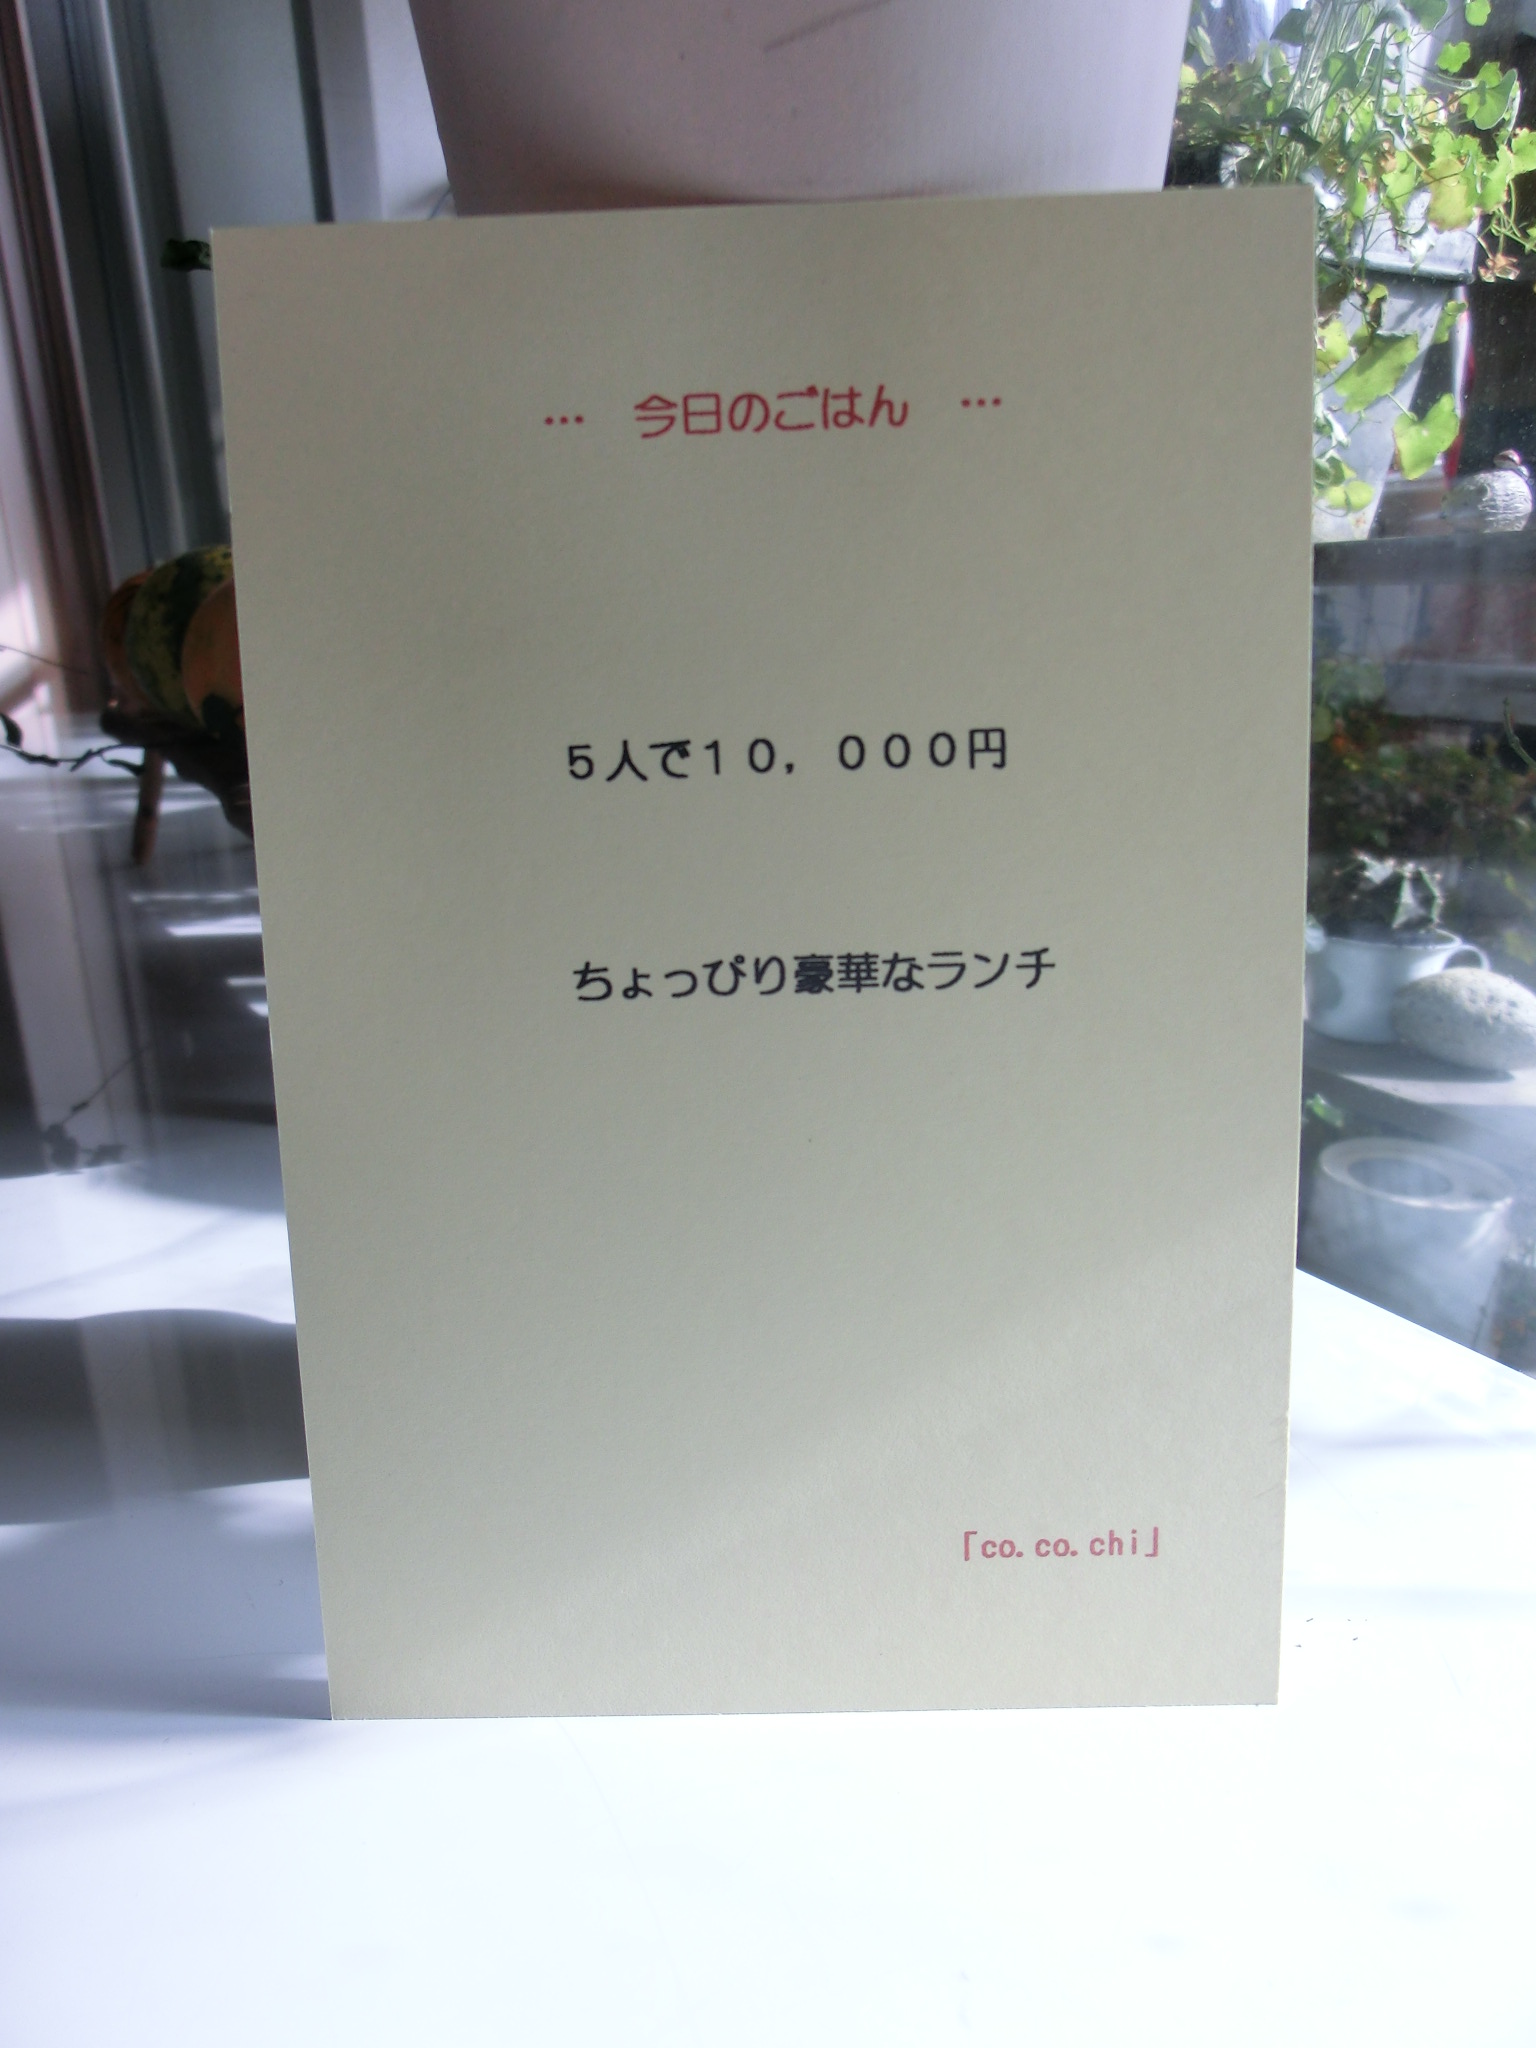 … 今日のごはん …
5人で10，000円
ちょっぴり豪華なランチ
「co.co.chi」